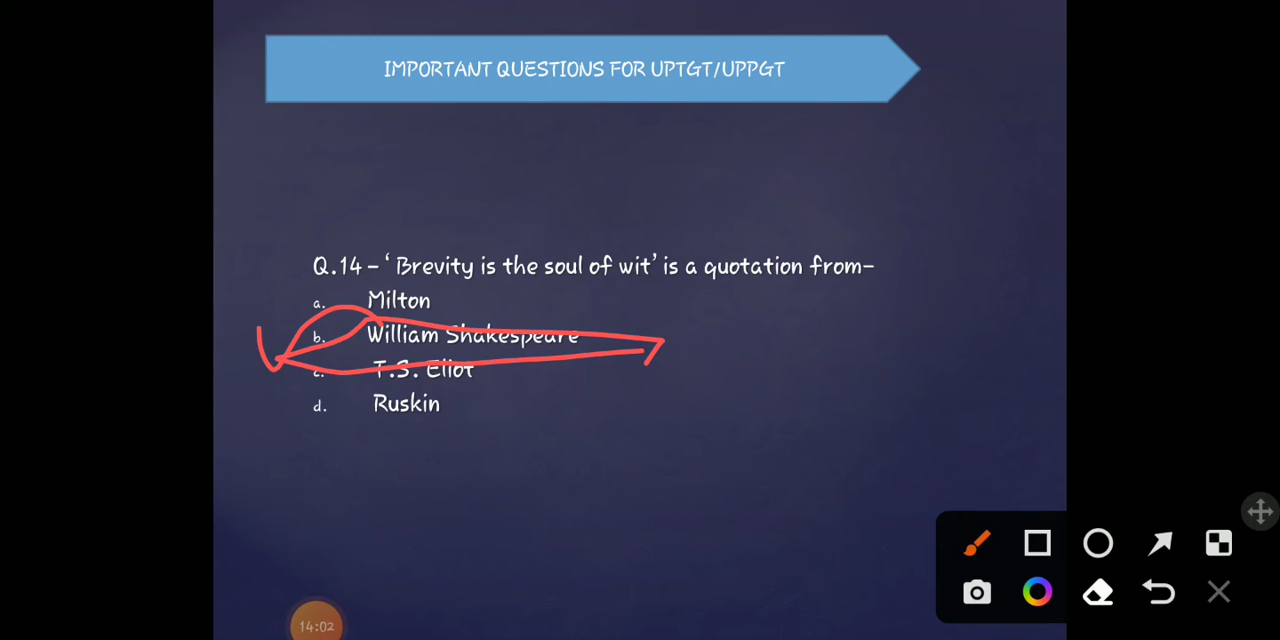 IMPORTANT QUESTIONS FOR UPTGT/UPPGT
Q.14 - ‘ Brevity is the soul of wit’ is a quotation from-
a. Milton
b. William Shakespeare
c. T.S. Eliot
d. Ruskin
14:02